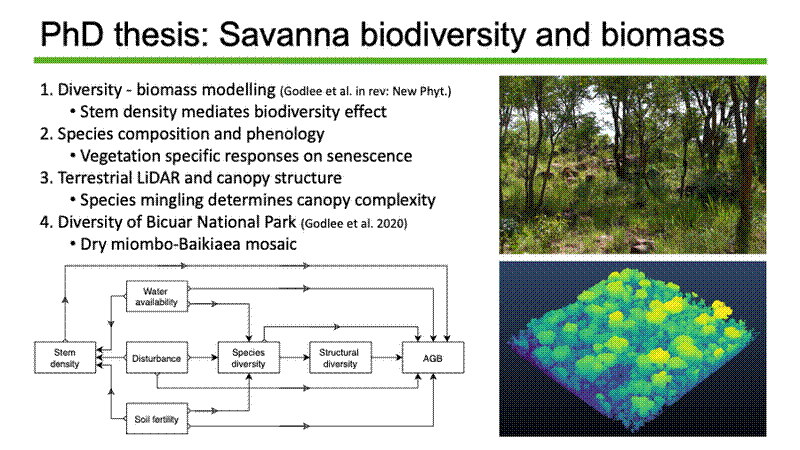 PhD thesis: Savanna biodiversity and biomass
1. Diversity - biomass modelling (Godlee et al. in rev: New Phyt.)
• Stem density mediates biodiversity effect
2. Species composition and phenology
• Vegetation specific responses on senescence
3. Terrestrial LiDAR and canopy structure
• Species mingling determines canopy complexity
4. Diversity of Bicuar National Park (Godlee et al. 2020)
• Dry miombo-Baikiaea mosaic
Water
availability
Stem
density
Disturbance
Species
diversity
Structural
diversity
AGB
Soil fertility